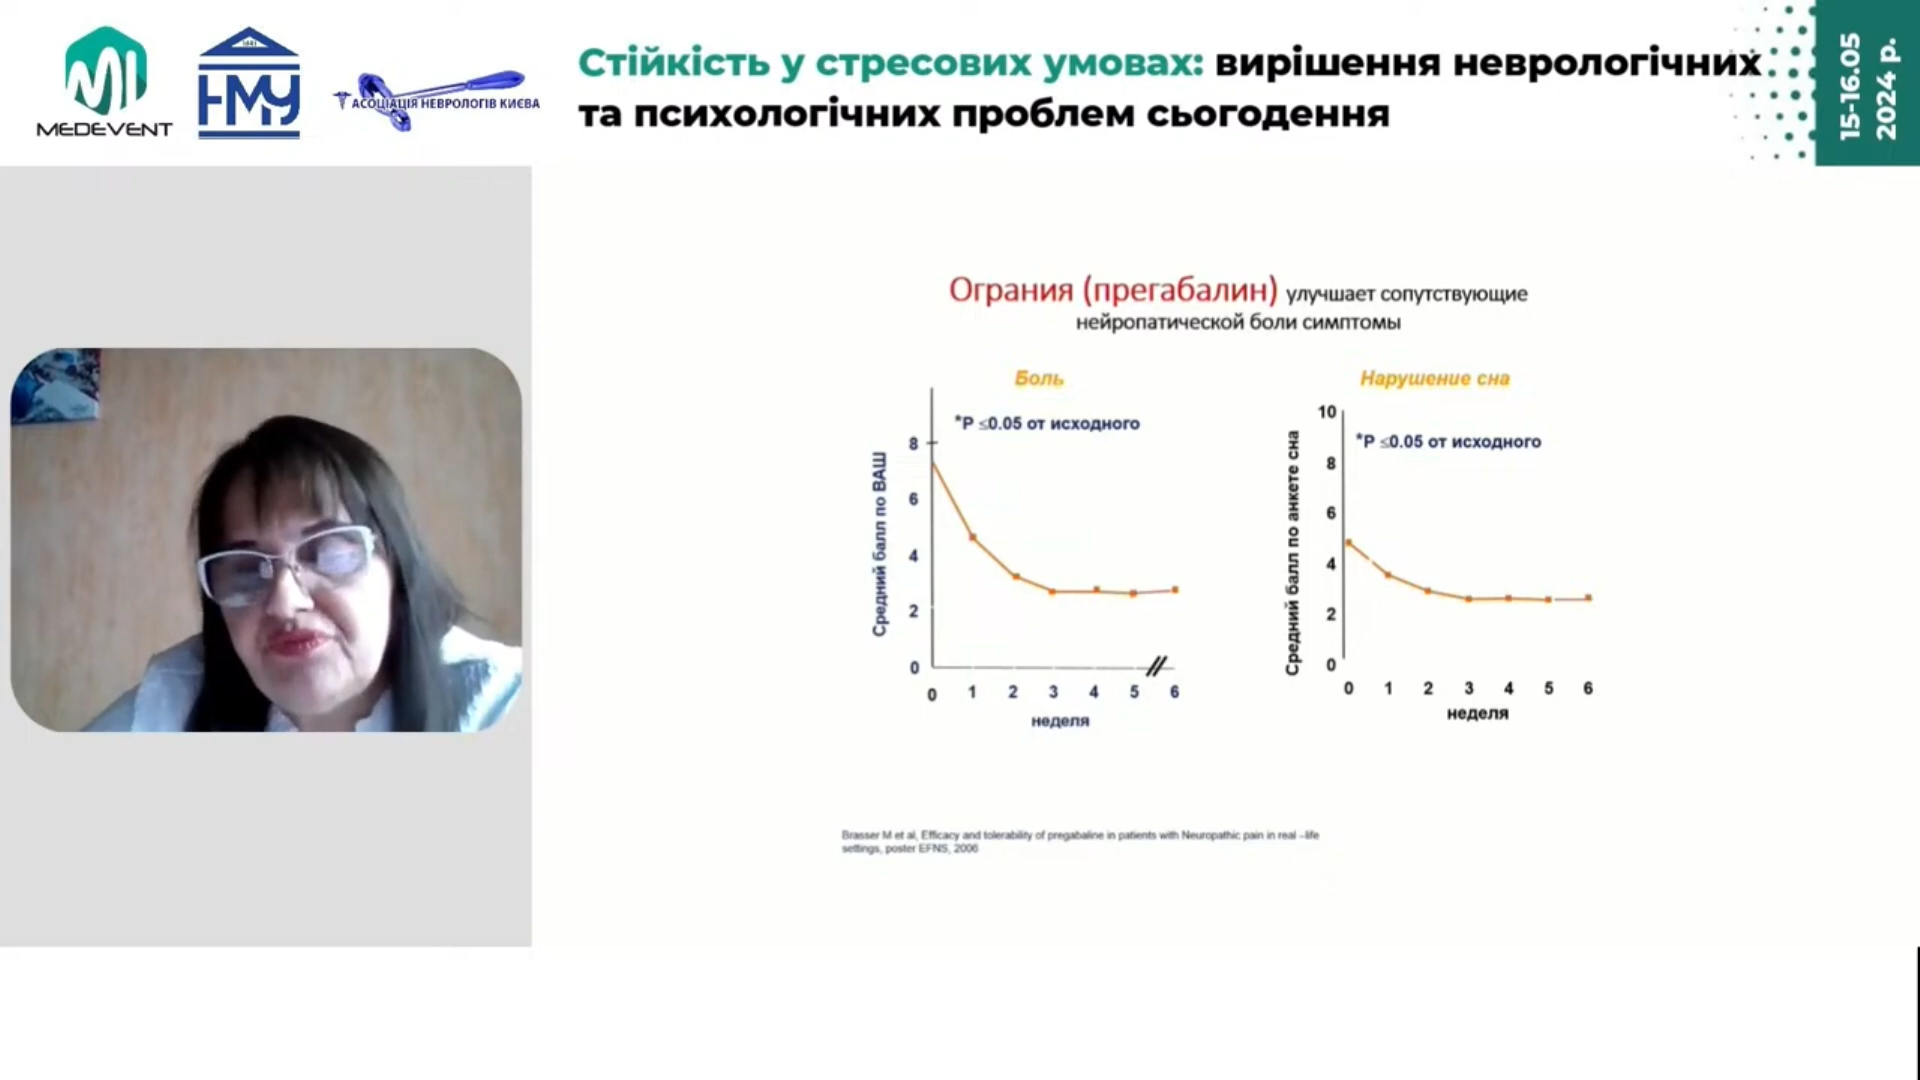 MEDEVENT
1841
НМУ
АСОЦІАЦІЯ НЕВРОЛОГІВ КИЄВА
Стійкість у стресових умовах: вирішення неврологічних
та психологічних проблем сьогодення
15-16.05
2024 р.
Ограния (прегабалин) улучшает сопутствующие
нейропатической боли симптомы
Боль
*P ≤0.05 от исходного
Средний балл по ВАШ
8
6
4
2
0
0 1 2 3 4 5 6
неделя
Нарушение сна
*P ≤0.05 от исходного
Средний балл по анкете сна
10
8
6
4
2
0
0 1 2 3 4 5 6
неделя
Brasser M et al, Efficacy and tolerability of pregabaline in patients with Neuropathic pain in real –life
settings, poster EFNS, 2006